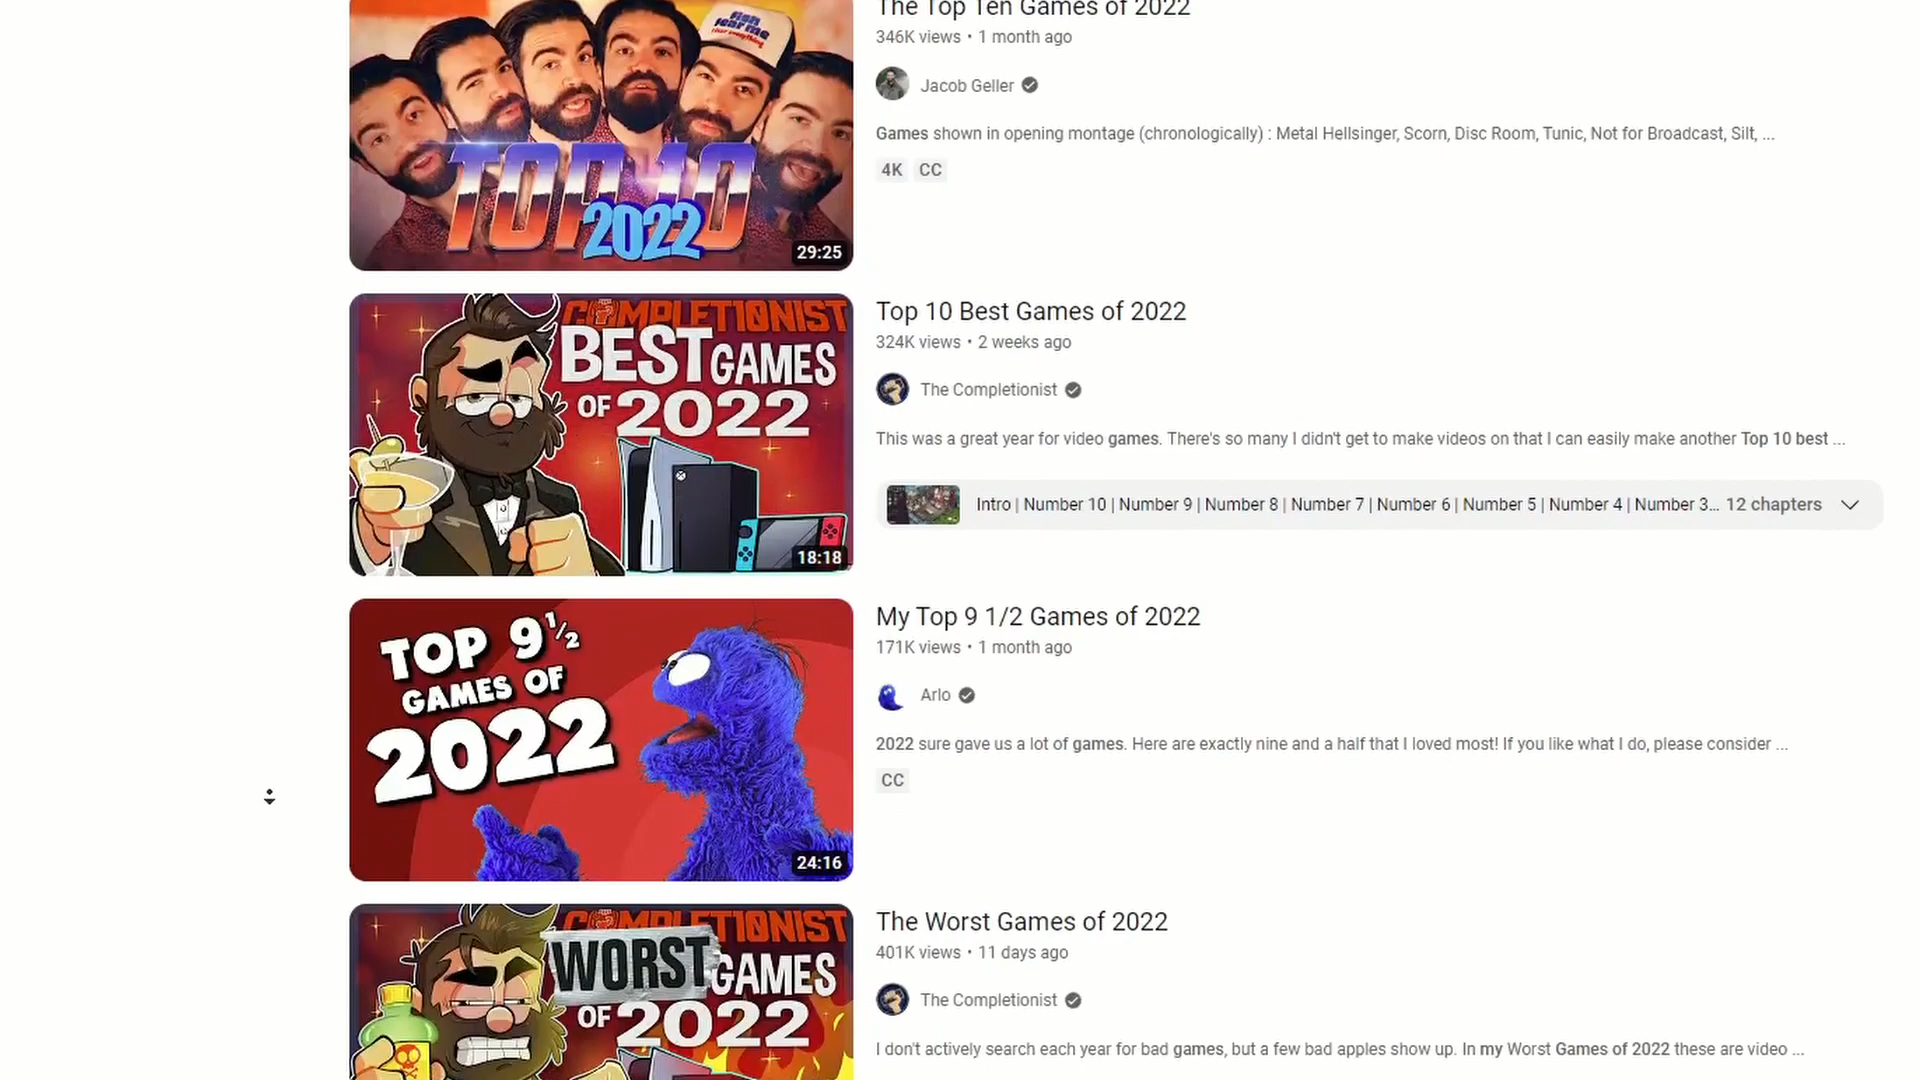 The Top Ten Games of 2022
346K views • 1 month ago
Jacob Geller
Games shown in opening montage (chronologically) : Metal Hellsinger, Scorn, Disc Room, Tunic, Not for Broadcast, Silt, ...
4K CC
fish
fear me
TOP 10
2022
29:25
COMPLETIONIST
BEST GAMES
OF 2022
18:18
Top 10 Best Games of 2022
324K views • 2 weeks ago
The Completionist
This was a great year for video games. There's so many I didn't get to make videos on that I can easily make another Top 10 best ...
Intro | Number 10 | Number 9 | Number 8 | Number 7 | Number 6 | Number 5 | Number 4 | Number 3... 12 chapters
TOP 9 ½
GAMES OF
2022
24:16
My Top 9 1/2 Games of 2022
171K views • 1 month ago
Arlo
2022 sure gave us a lot of games. Here are exactly nine and a half that I loved most! If you like what I do, please consider ...
CC
COMPLETIONIST
WORST GAMES
OF 2022
The Worst Games of 2022
401K views • 11 days ago
The Completionist
I don't actively search each year for bad games, but a few bad apples show up. In my Worst Games of 2022 these are video ...